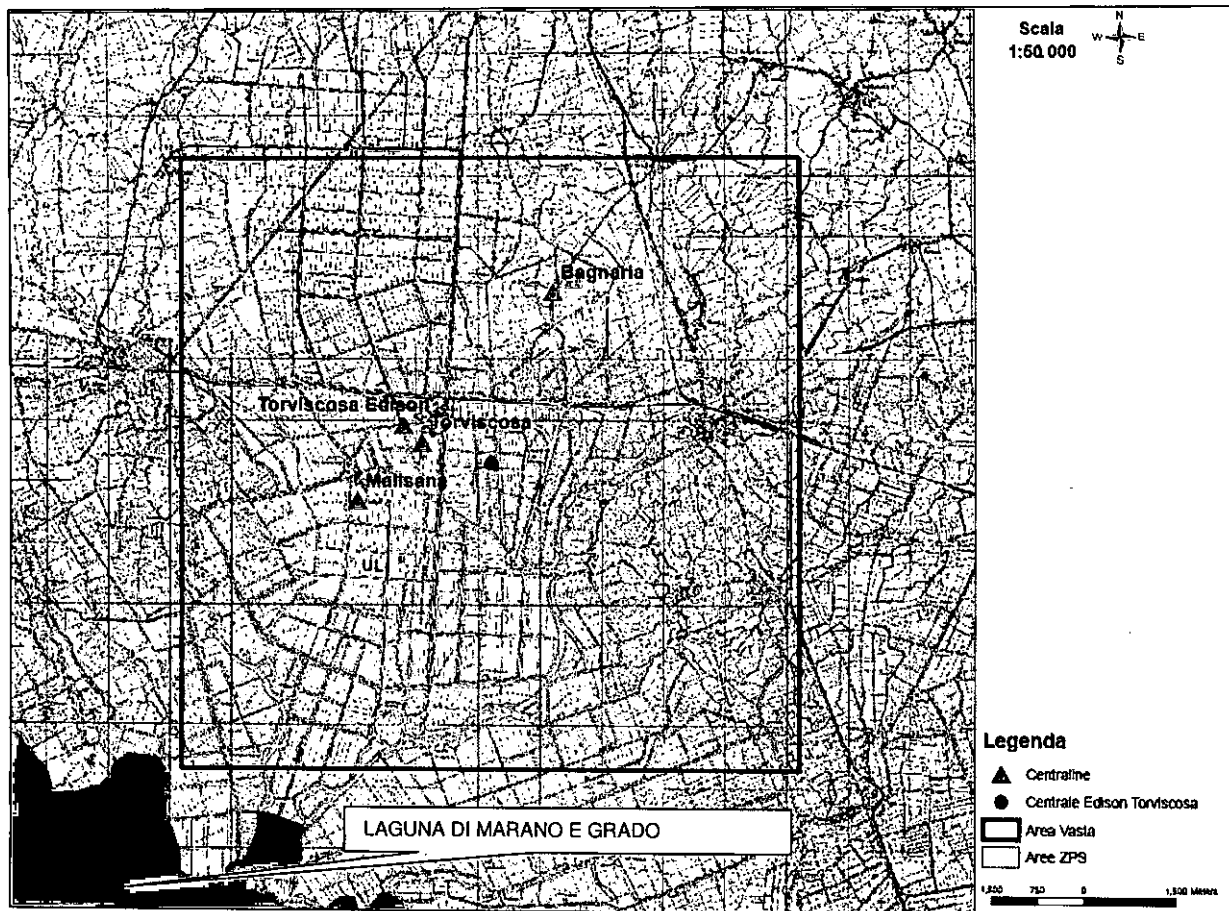 Scala
1:50.000
N
W E
S
Bagnaria
Torviscosa Edison
Torviscosa
Malisana
UL
LAGUNA DI MARANO E GRADO
Legenda
Centraline
Centrale Edison Torviscosa
Area Vasta
Aree ZPS
1,500 750 0 1,500 Meters